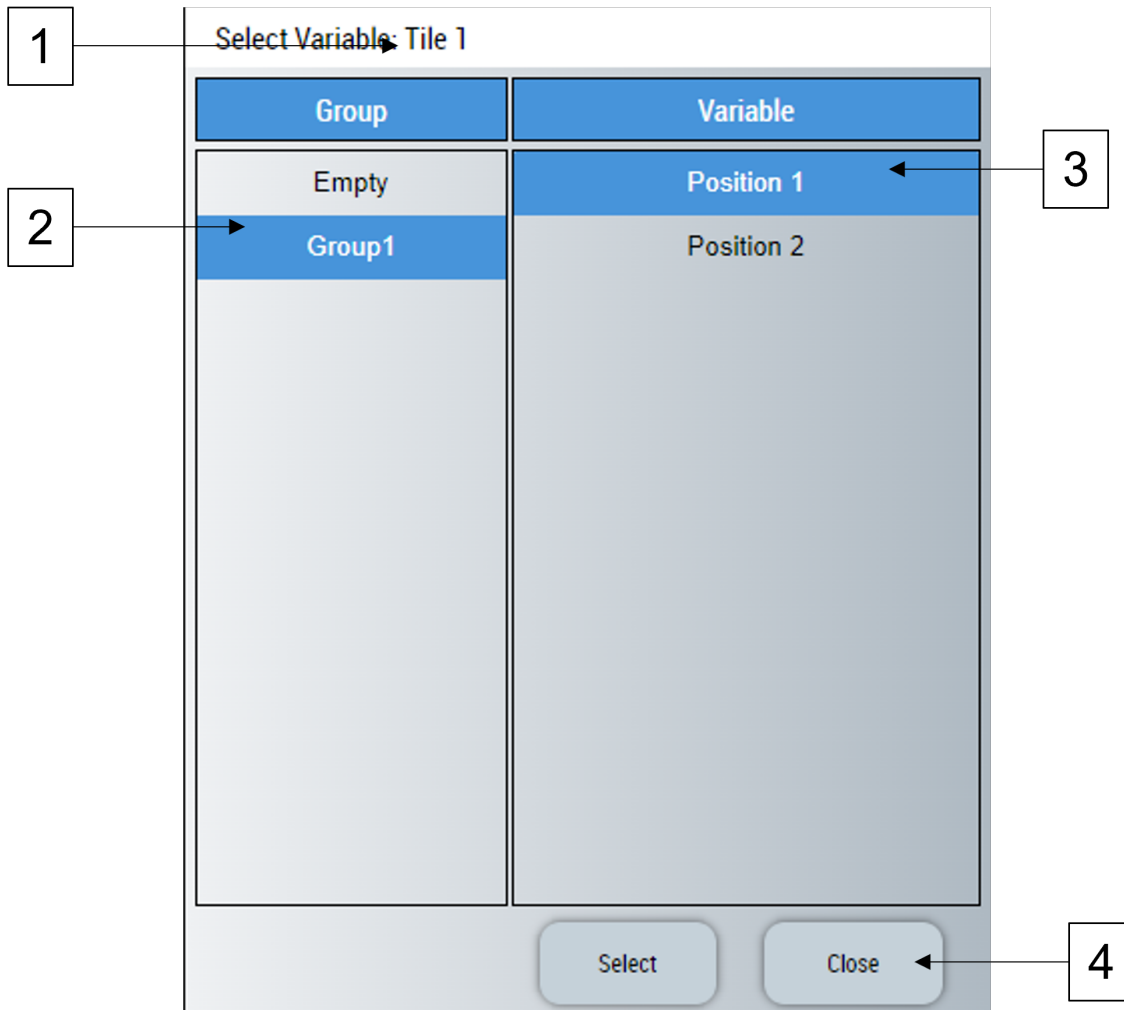 1
Select Variable: Tile 1
Group
Variable
Empty
Position 1
3
2
Group1
Position 2
Select
Close
4